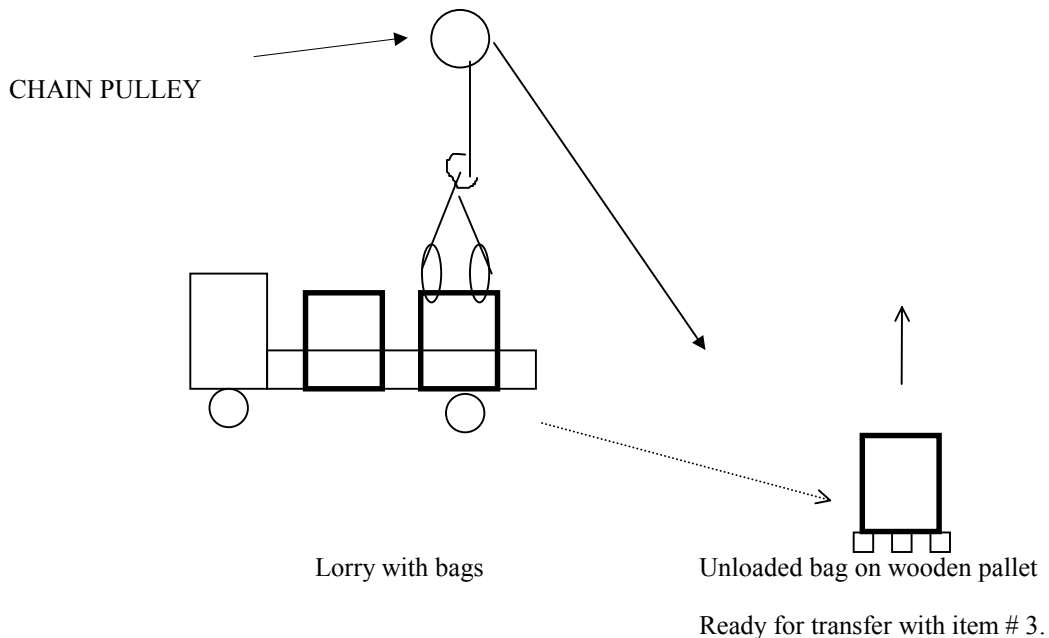 CHAIN PULLEY
Lorry with bags
Unloaded bag on wooden pallet
Ready for transfer with item # 3.